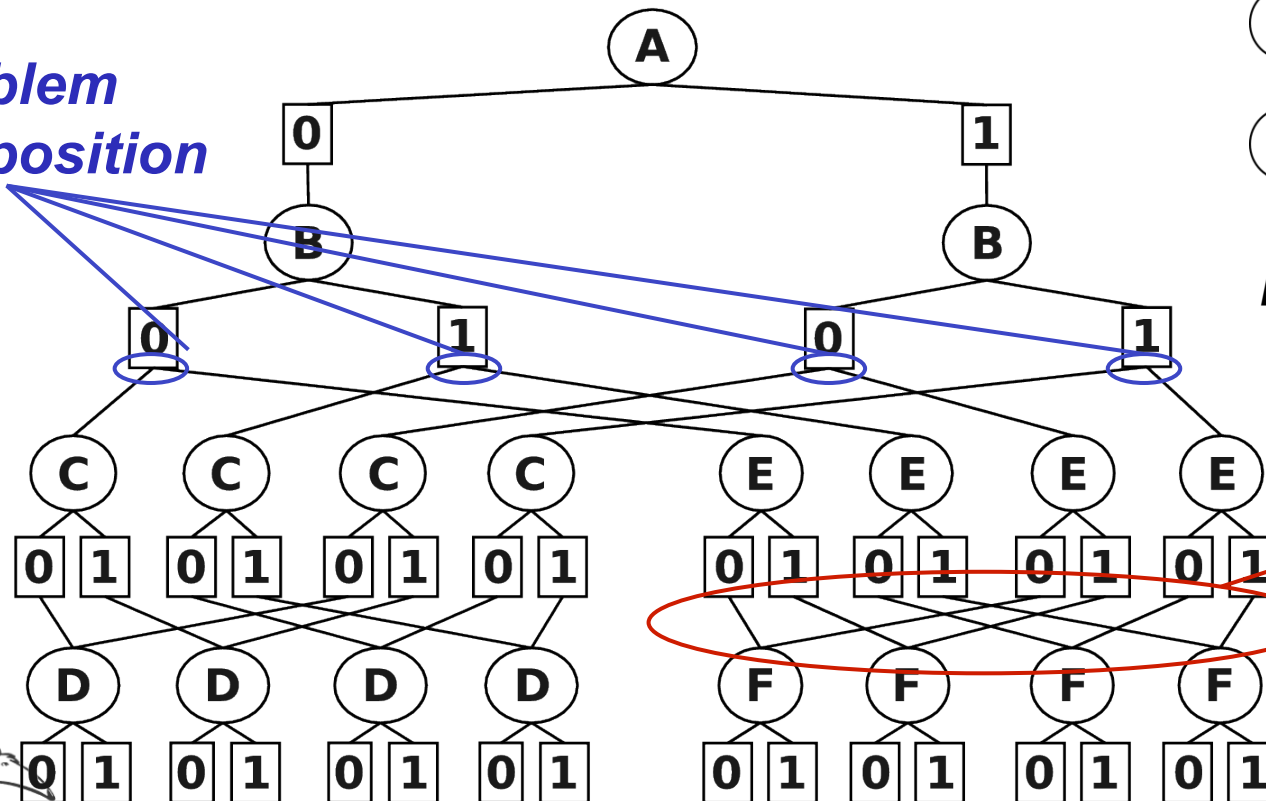 A
blem
position
0 1
B B
0 1 0 1
C C C C E E E E
0 1 0 1 0 1 0 1 0 1 0 1 0 1 0 1
D D D D F F F F
0 1 0 1 0 1 0 1 0 1 0 1 0 1 0 1